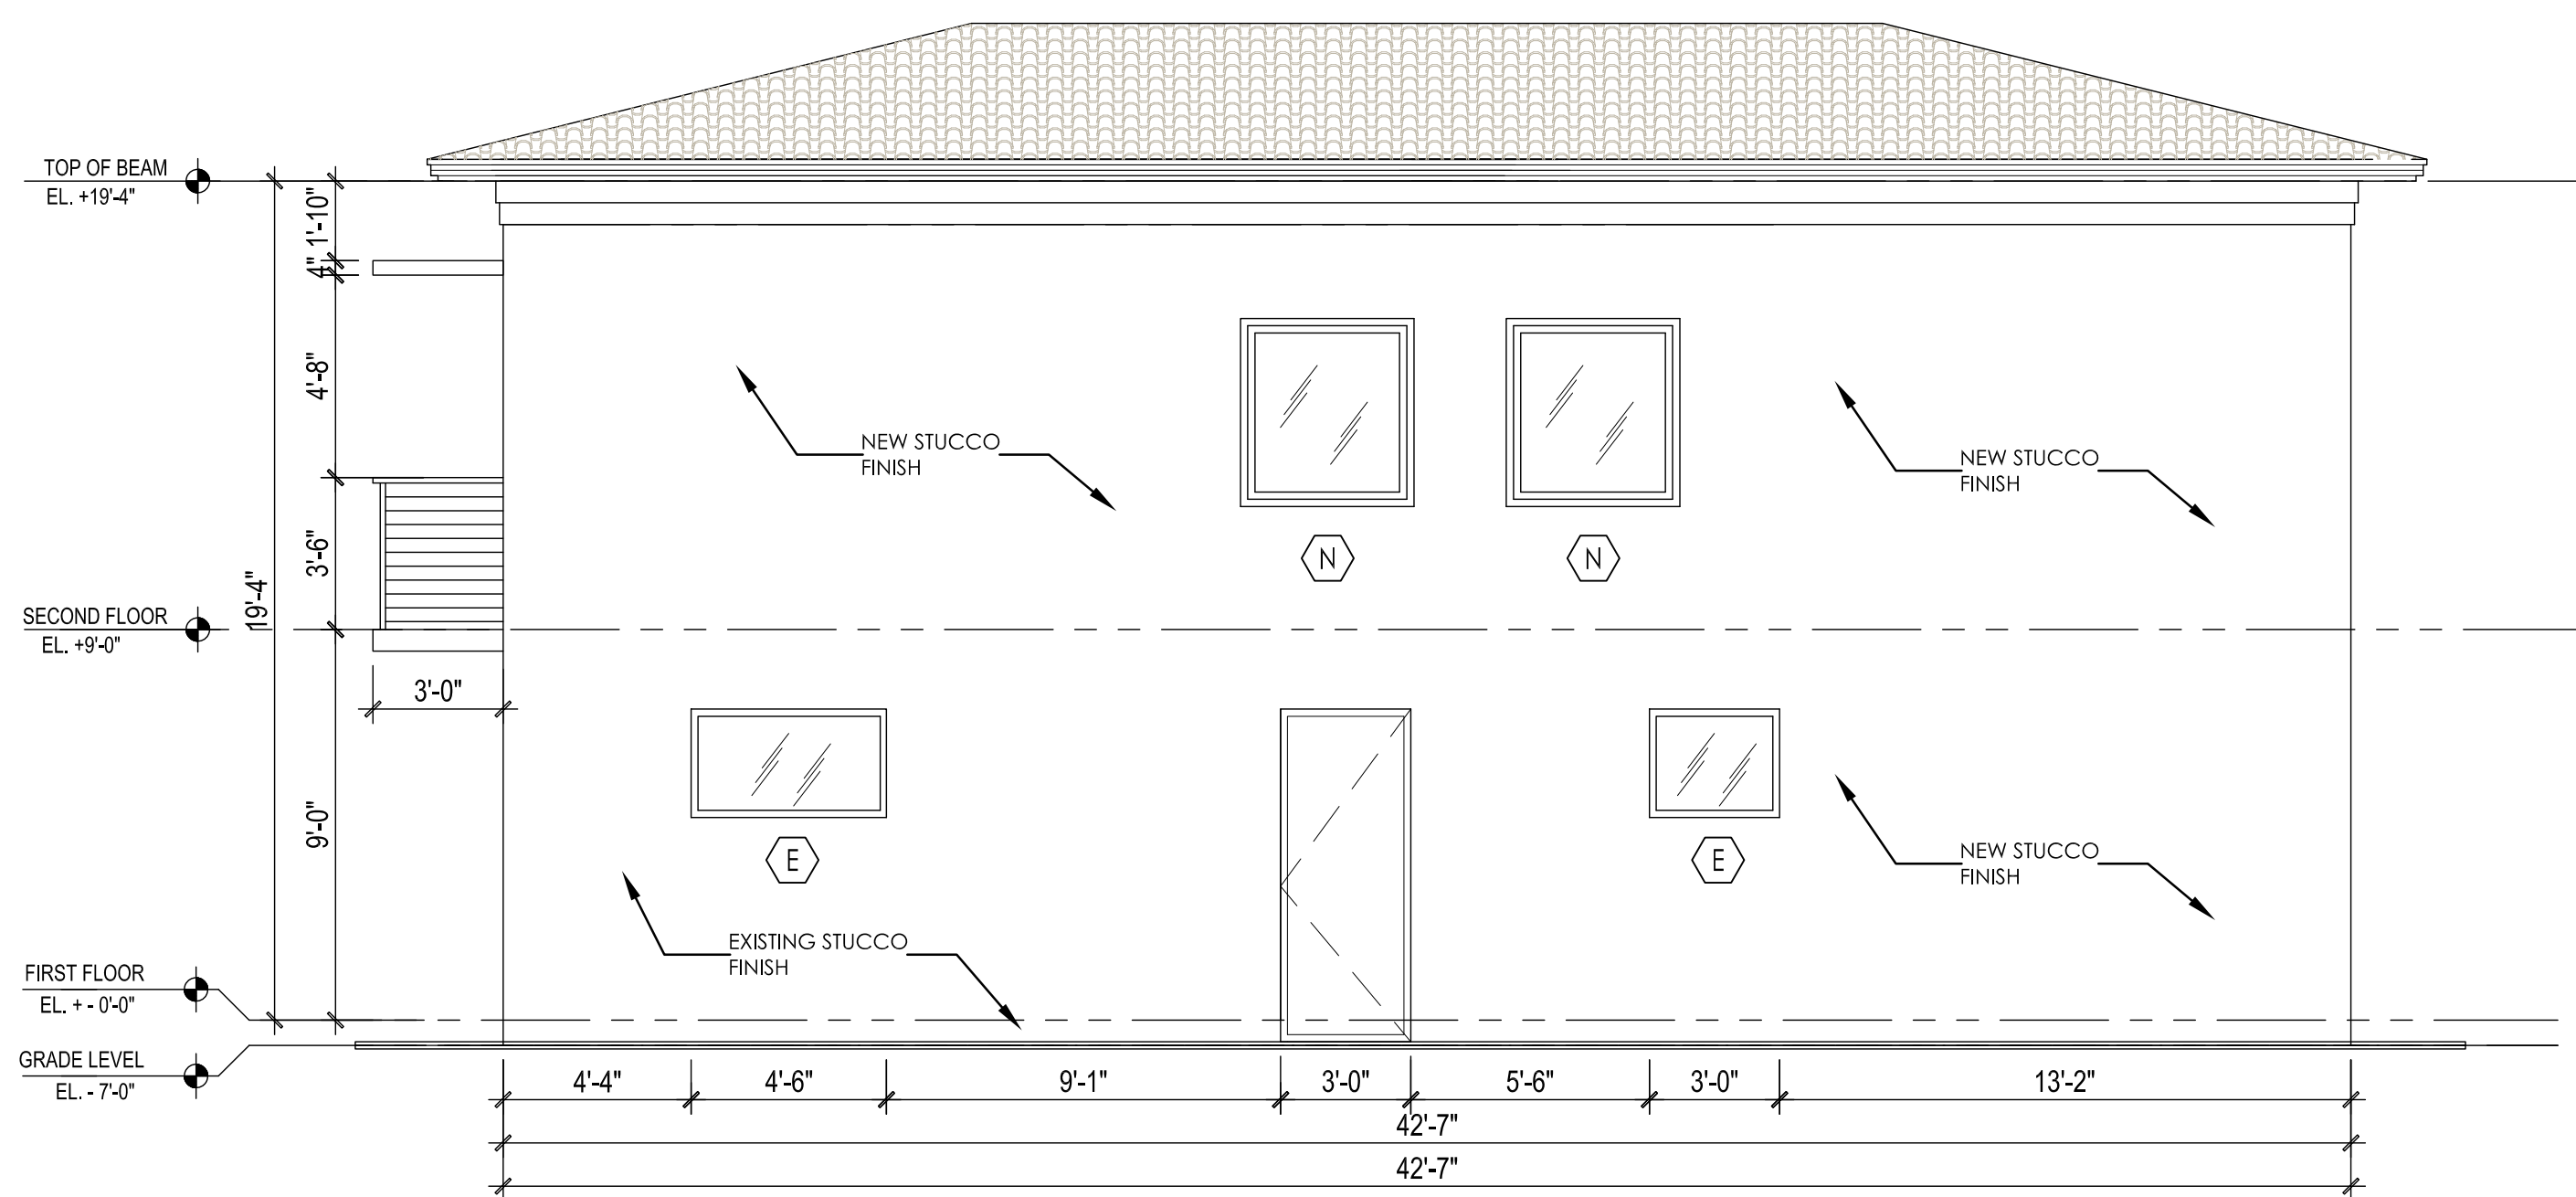 TOP OF BEAM
EL. +19'-4"
1'-10"
4"
4'-8"
NEW STUCCO
FINISH
NEW STUCCO
FINISH
N
N
3'-6"
19'-4"
SECOND FLOOR
EL. +9'-0"
3'-0"
9'-0"
E
E
NEW STUCCO
FINISH
EXISTING STUCCO
FINISH
FIRST FLOOR
EL. + - 0'-0"
GRADE LEVEL
EL. - 7'-0"
4'-4" 4'-6" 9'-1" 3'-0" 5'-6" 3'-0" 13'-2"
42'-7"
42'-7"